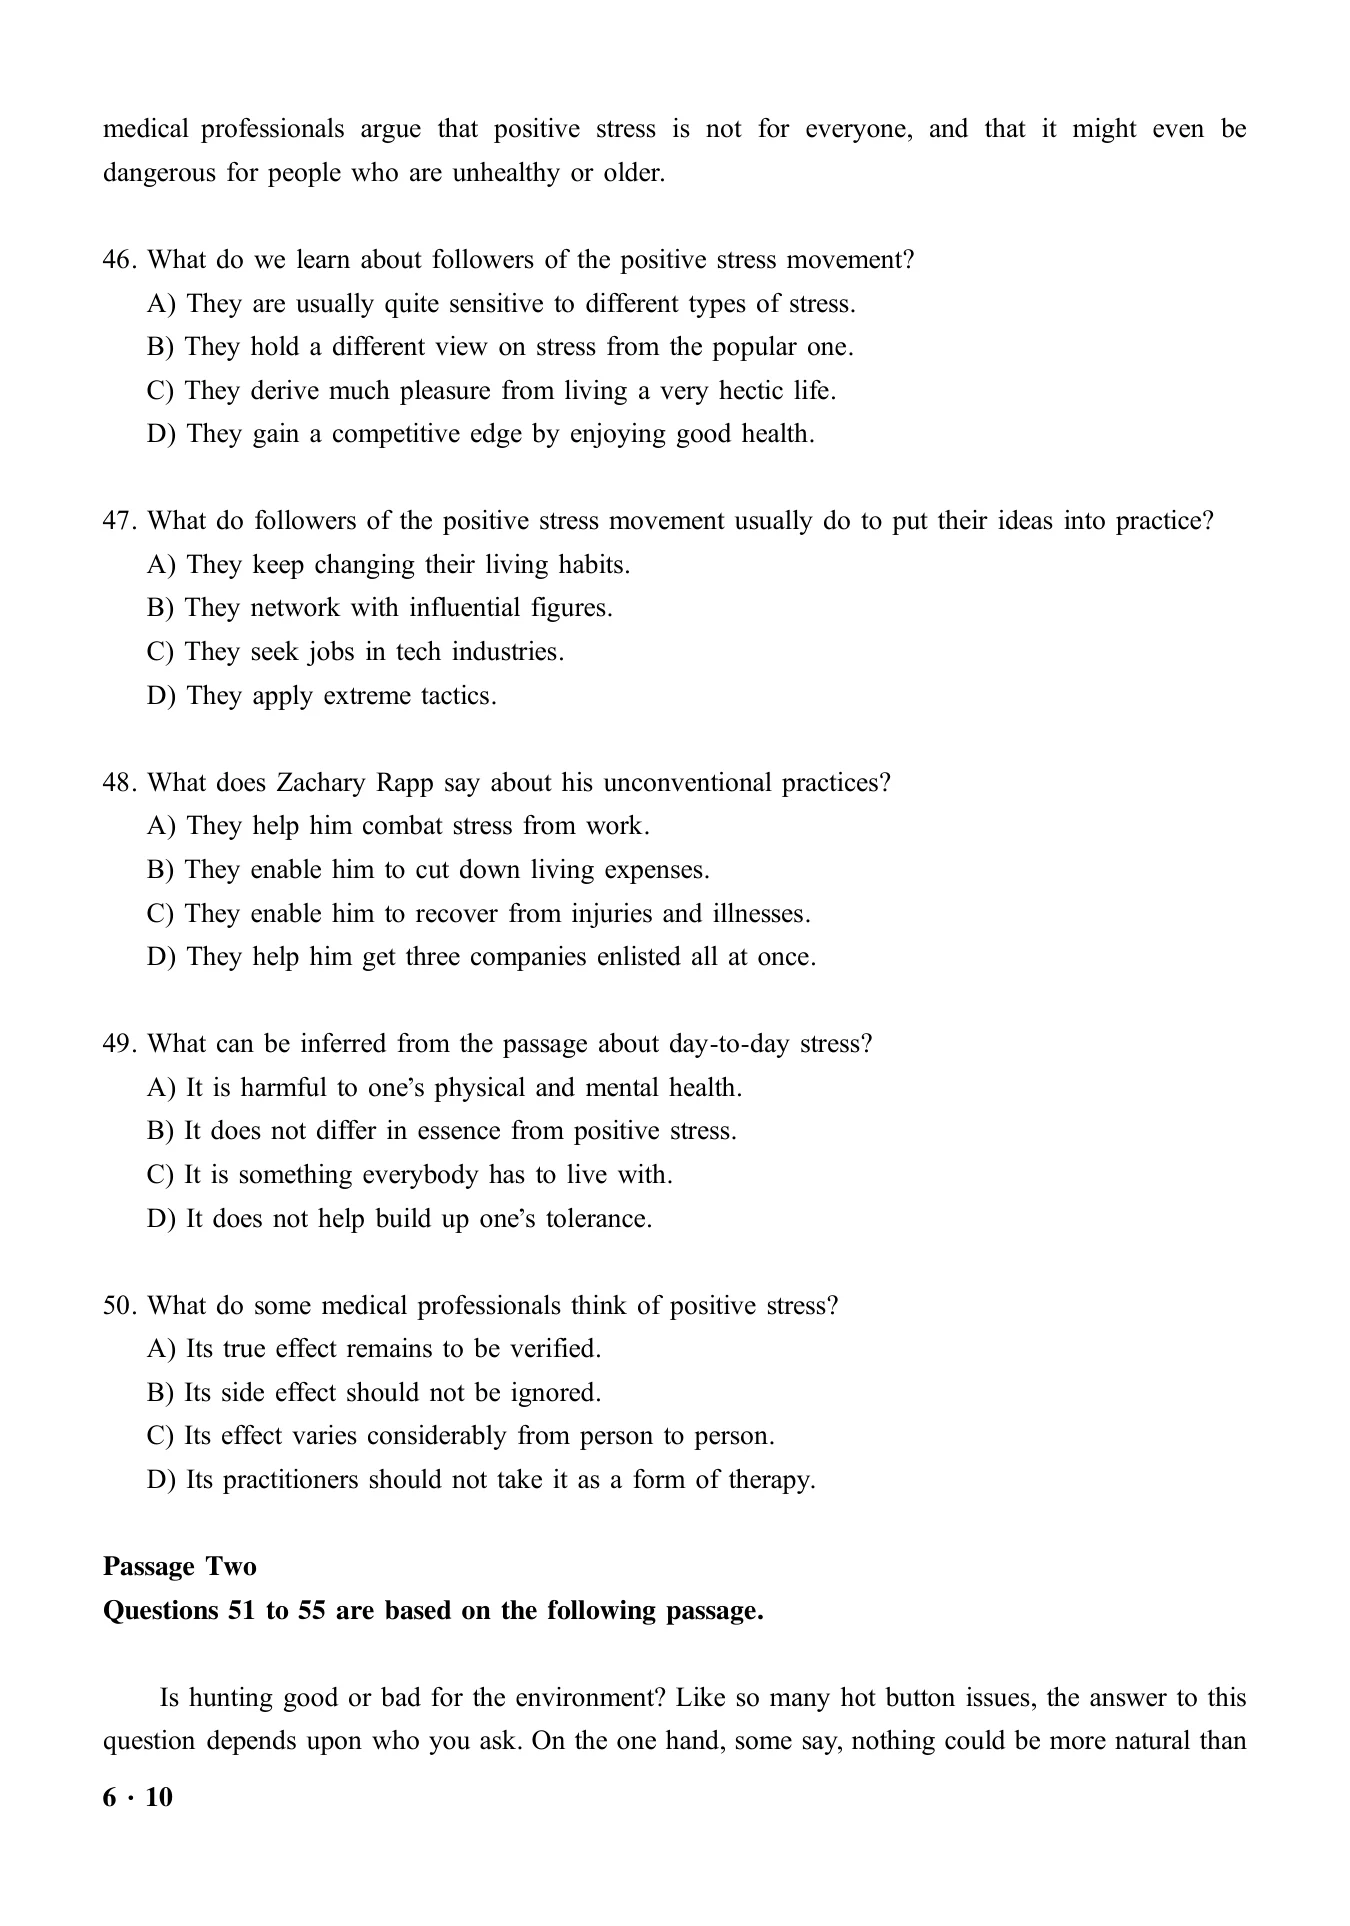 medical professionals argue that positive stress is not for everyone, and that it might even be
dangerous for people who are unhealthy or older.
46. What do we learn about followers of the positive stress movement?
A) They are usually quite sensitive to different types of stress.
B) They hold a different view on stress from the popular one.
C) They derive much pleasure from living a very hectic life.
D) They gain a competitive edge by enjoying good health.
47. What do followers of the positive stress movement usually do to put their ideas into practice?
A) They keep changing their living habits.
B) They network with influential figures.
C) They seek jobs in tech industries.
D) They apply extreme tactics.
48. What does Zachary Rapp say about his unconventional practices?
A) They help him combat stress from work.
B) They enable him to cut down living expenses.
C) They enable him to recover from injuries and illnesses.
D) They help him get three companies enlisted all at once.
49. What can be inferred from the passage about day-to-day stress?
A) It is harmful to one’s physical and mental health.
B) It does not differ in essence from positive stress.
C) It is something everybody has to live with.
D) It does not help build up one’s tolerance.
50. What do some medical professionals think of positive stress?
A) Its true effect remains to be verified.
B) Its side effect should not be ignored.
C) Its effect varies considerably from person to person.
D) Its practitioners should not take it as a form of therapy.
Passage Two
Questions 51 to 55 are based on the following passage.
Is hunting good or bad for the environment? Like so many hot button issues, the answer to this
question depends upon who you ask. On the one hand, some say, nothing could be more natural than
6 · 10